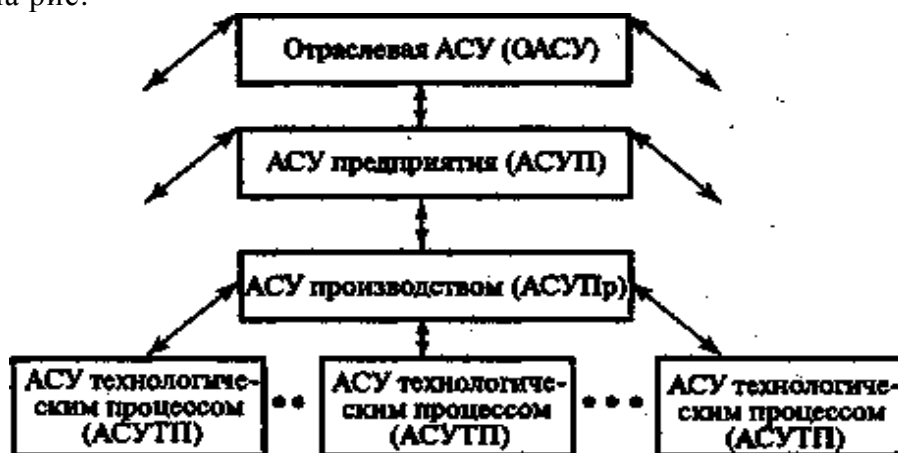 на рис.
Отраслевая АСУ (ОАСУ)
АСУ предприятия (АСУП)
АСУ производством (АСУПр)
АСУ технологиче-
ским процессом
(АСУТП)
АСУ технологиче-
ским процессом
(АСУТП)
АСУ технологиче-
ским процессом
(АСУТП)